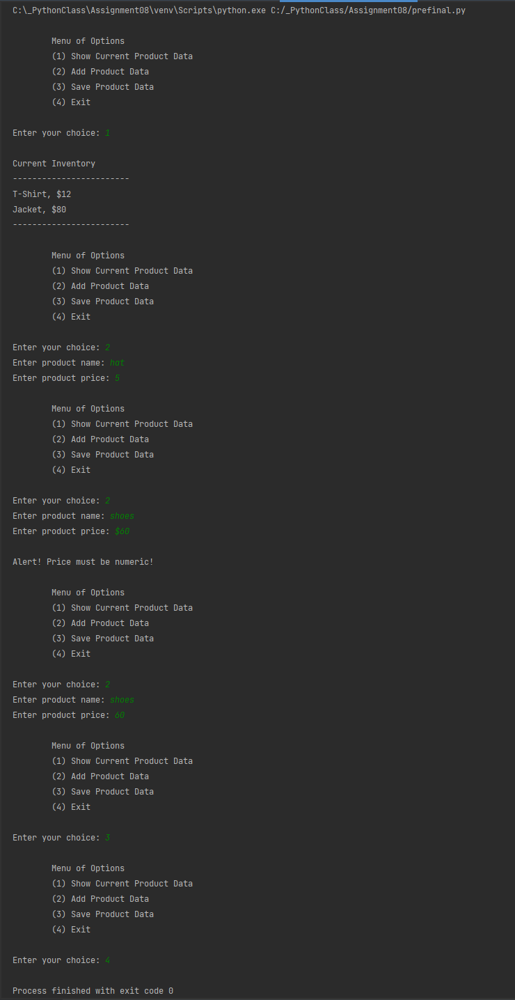 C:\_PythonClass\Assignment08\venv\Scripts\python.exe C:/_PythonClass/Assignment08/prefinal.py
Menu of Options
(1) Show Current Product Data
(2) Add Product Data
(3) Save Product Data
(4) Exit
Enter your choice: 1
Current Inventory
------------------------
T-Shirt, $12
Jacket, $80
------------------------
Menu of Options
(1) Show Current Product Data
(2) Add Product Data
(3) Save Product Data
(4) Exit
Enter your choice: 2
Enter product name: hat
Enter product price: 5
Menu of Options
(1) Show Current Product Data
(2) Add Product Data
(3) Save Product Data
(4) Exit
Enter your choice: 2
Enter product name: shoes
Enter product price: $60
Alert! Price must be numeric!
Menu of Options
(1) Show Current Product Data
(2) Add Product Data
(3) Save Product Data
(4) Exit
Enter your choice: 2
Enter product name: shoes
Enter product price: 60
Menu of Options
(1) Show Current Product Data
(2) Add Product Data
(3) Save Product Data
(4) Exit
Enter your choice: 3
Menu of Options
(1) Show Current Product Data
(2) Add Product Data
(3) Save Product Data
(4) Exit
Enter your choice: 4
Process finished with exit code 0